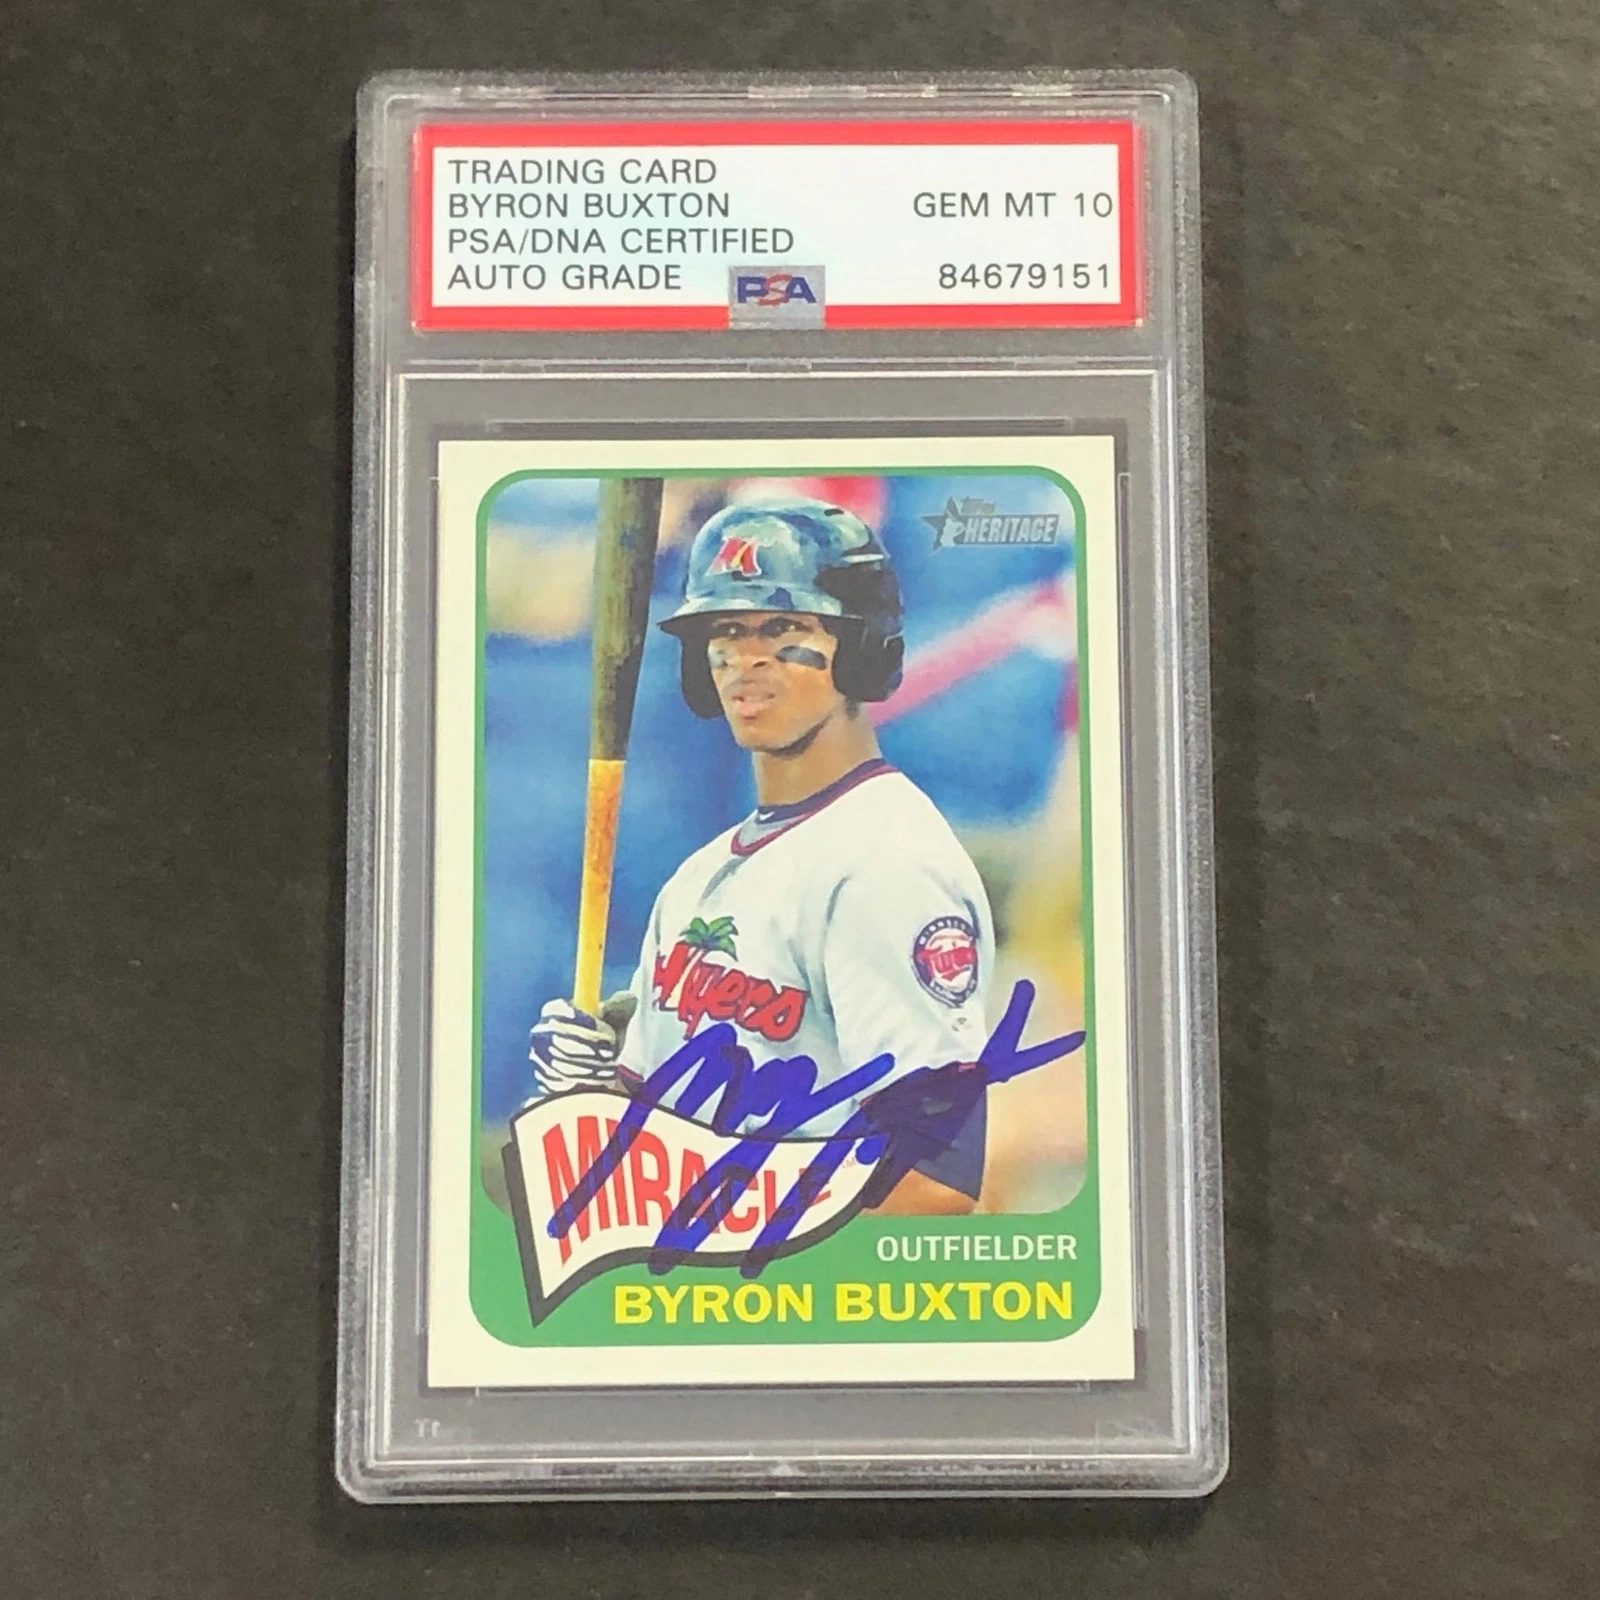 TRADING CARD
BYRON BUXTON GEM MT 10
PSA/DNA CERTIFIED
AUTO GRADE PSA 84679151
Topps
HERITAGE
M
Myers
MIRACLE
OUTFIELDER
BYRON BUXTON